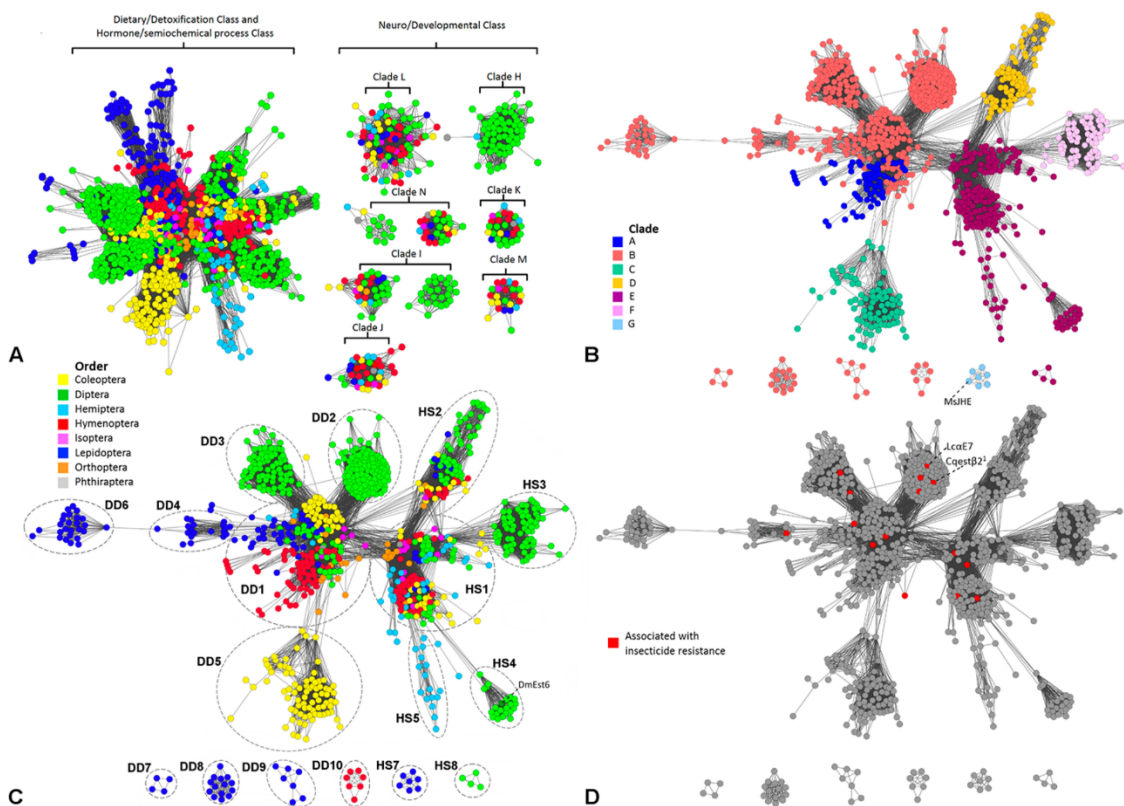 Dietary/Detoxification Class and
Hormone/semiochemical process Class
Neuro/Developmental Class
Clade L
Clade H
Clade N
Clade K
Clade I
Clade M
Clade J
A
Clade
A
B
C
D
E
F
G
MsJHE
B
Order
Coleoptera
Diptera
Hemiptera
Hymenoptera
Isoptera
Lepidoptera
Orthoptera
Phthiraptera
DD3
DD2
HS2
DD6
DD4
HS3
DD1
HS1
DD5
HS4
DmEst6
HS5
DD7
DD8
DD9
DD10
HS7
HS8
C
LcαE7
Cqestβ2¹
Associated with
insecticide resistance
D